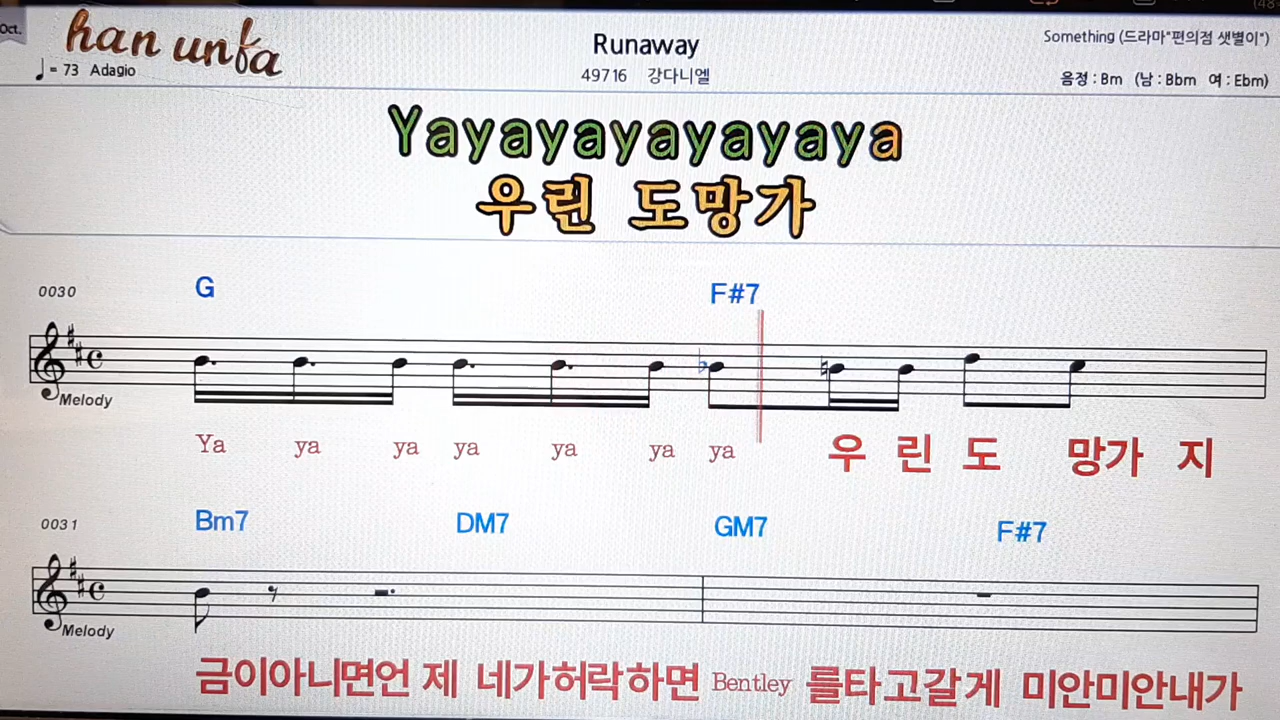 Oct.
han unfa
♩= 73 Adagio
Runaway
49716 강다니엘
Something (드라마"편의점 샛별이")
음정 : Bm (남 : Bbm 여 : Ebm)
Yayayayayayayaya
우린 도망가
0030
G F#7
Melody
Ya ya ya ya ya ya ya 우 린 도 망가 지
0031
Bm7 DM7 GM7 F#7
Melody
금이아니면언 제 네가허락하면 Bentley 를타고갈게 미안미안내가